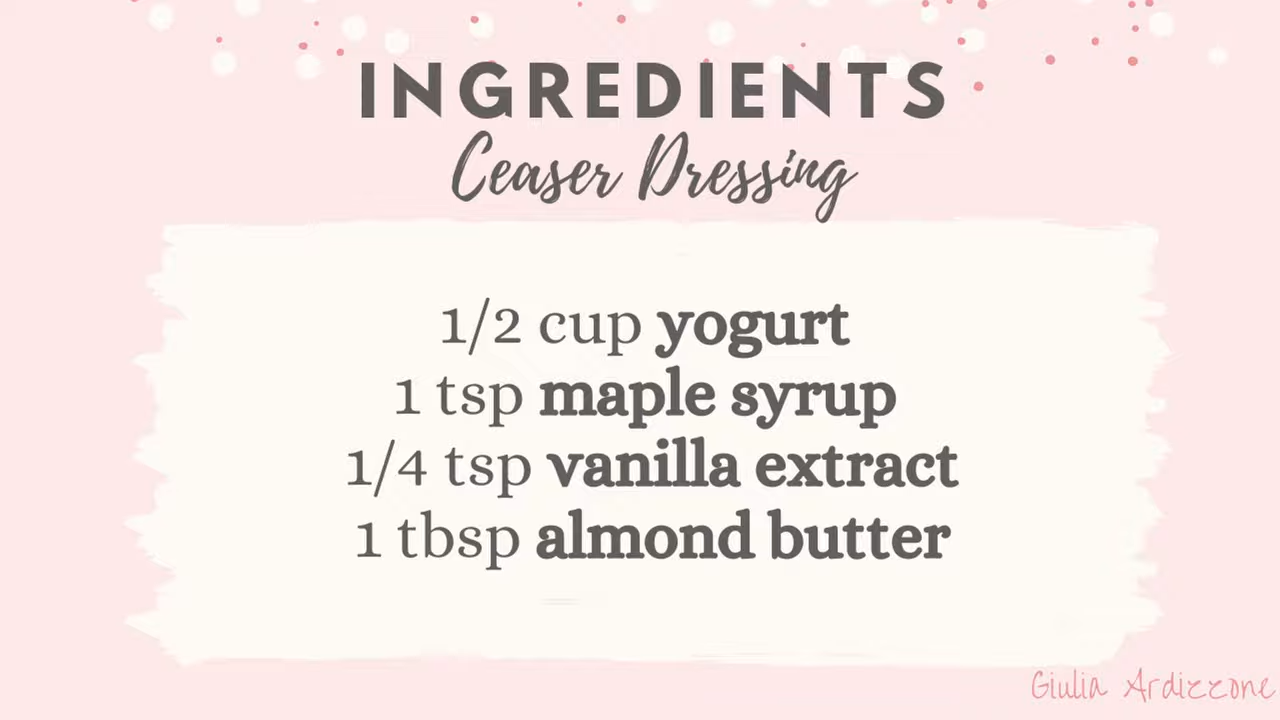 INGREDIENTS
Ceaser Dressing
1/2 cup yogurt
1 tsp maple syrup
1/4 tsp vanilla extract
1 tbsp almond butter
Giulia Ardizzone